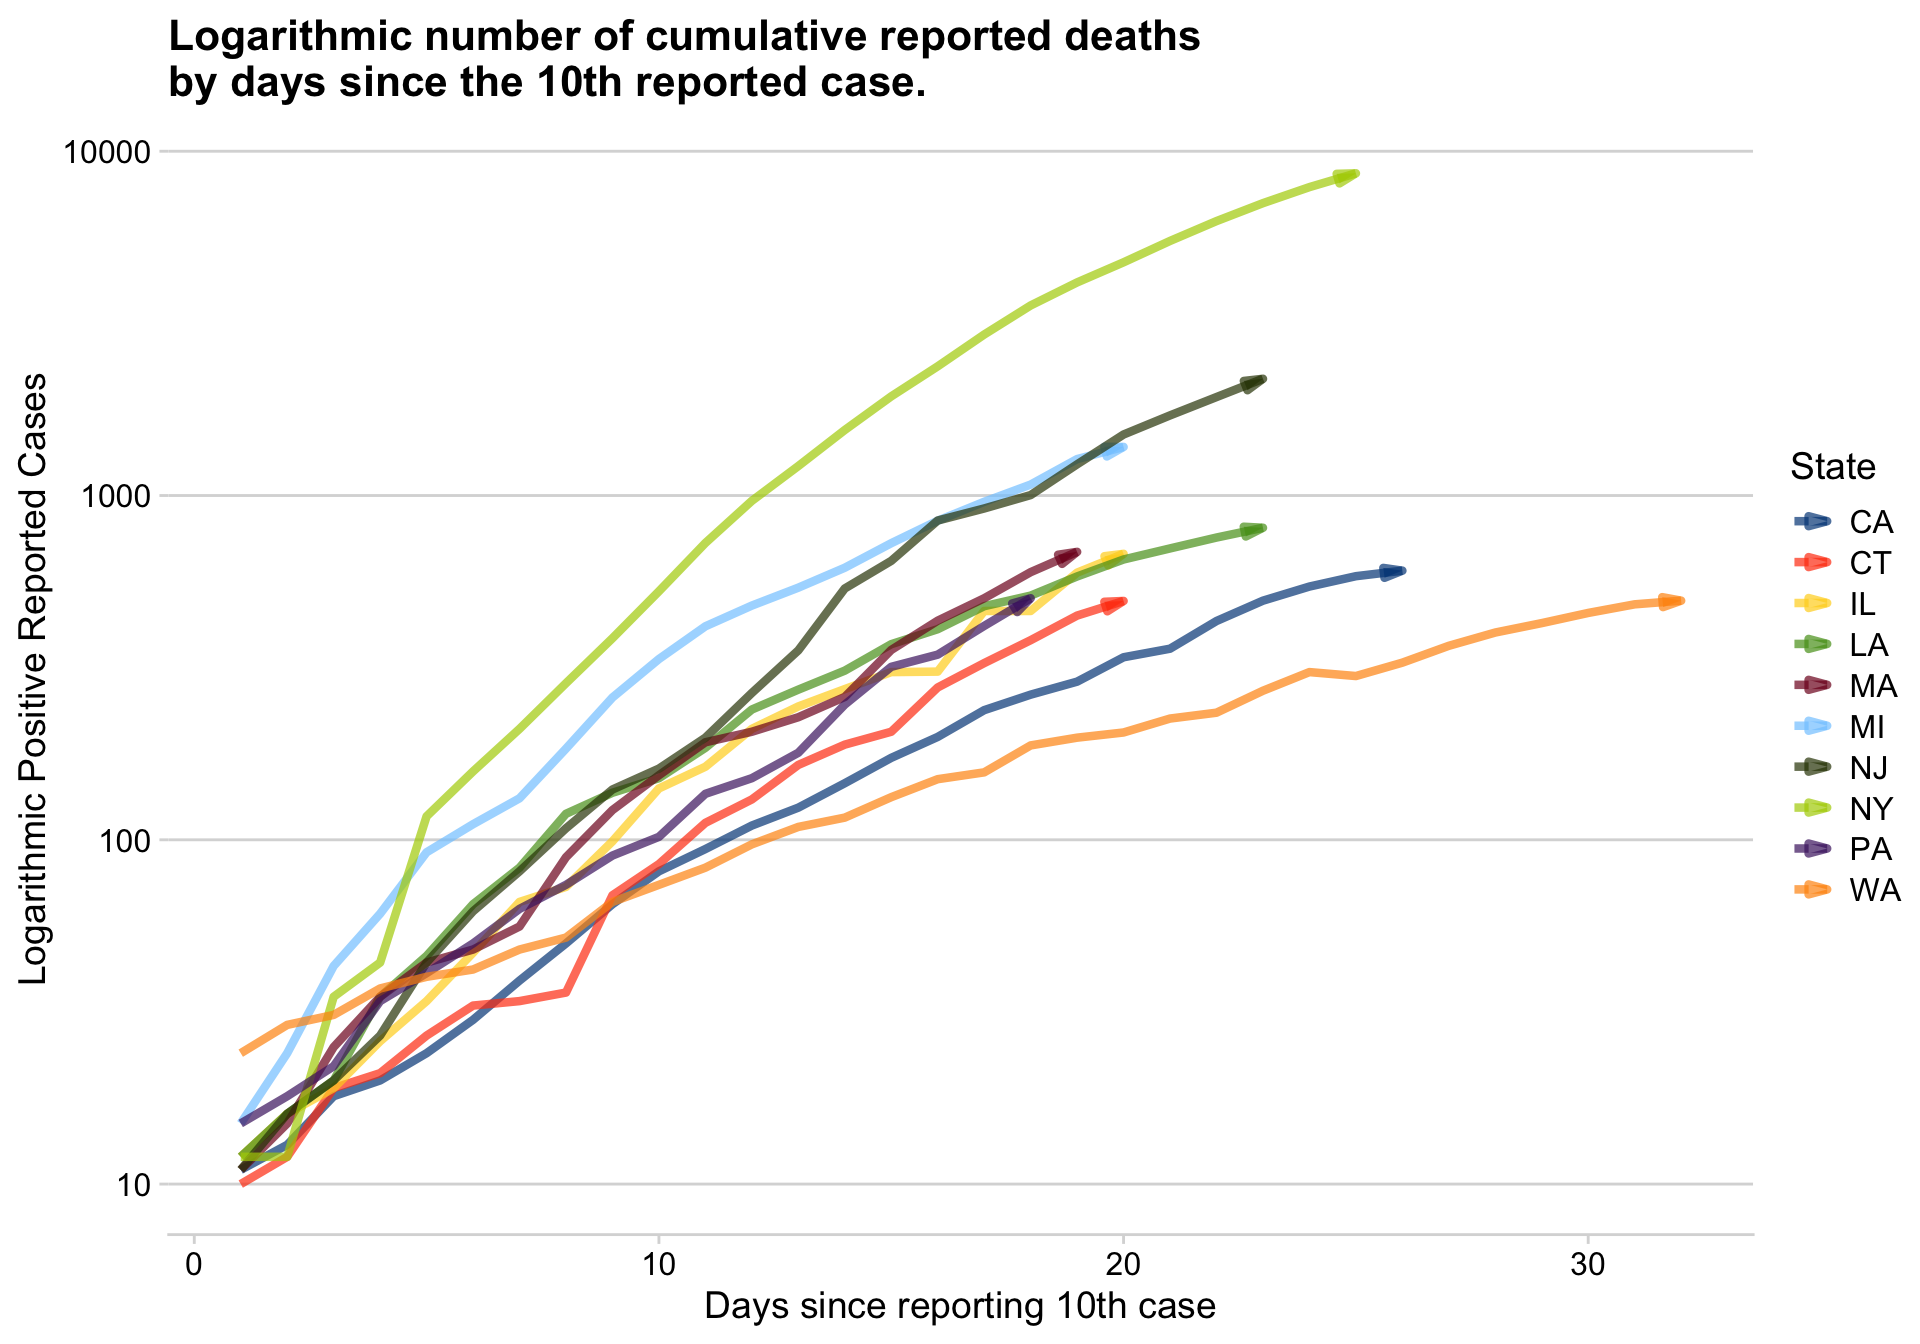 Logarithmic number of cumulative reported deaths
by days since the 10th reported case.
Logarithmic Positive Reported Cases
10000
1000
100
10
0
10
20
30
Days since reporting 10th case
State
CA
CT
IL
LA
MA
MI
NJ
NY
PA
WA